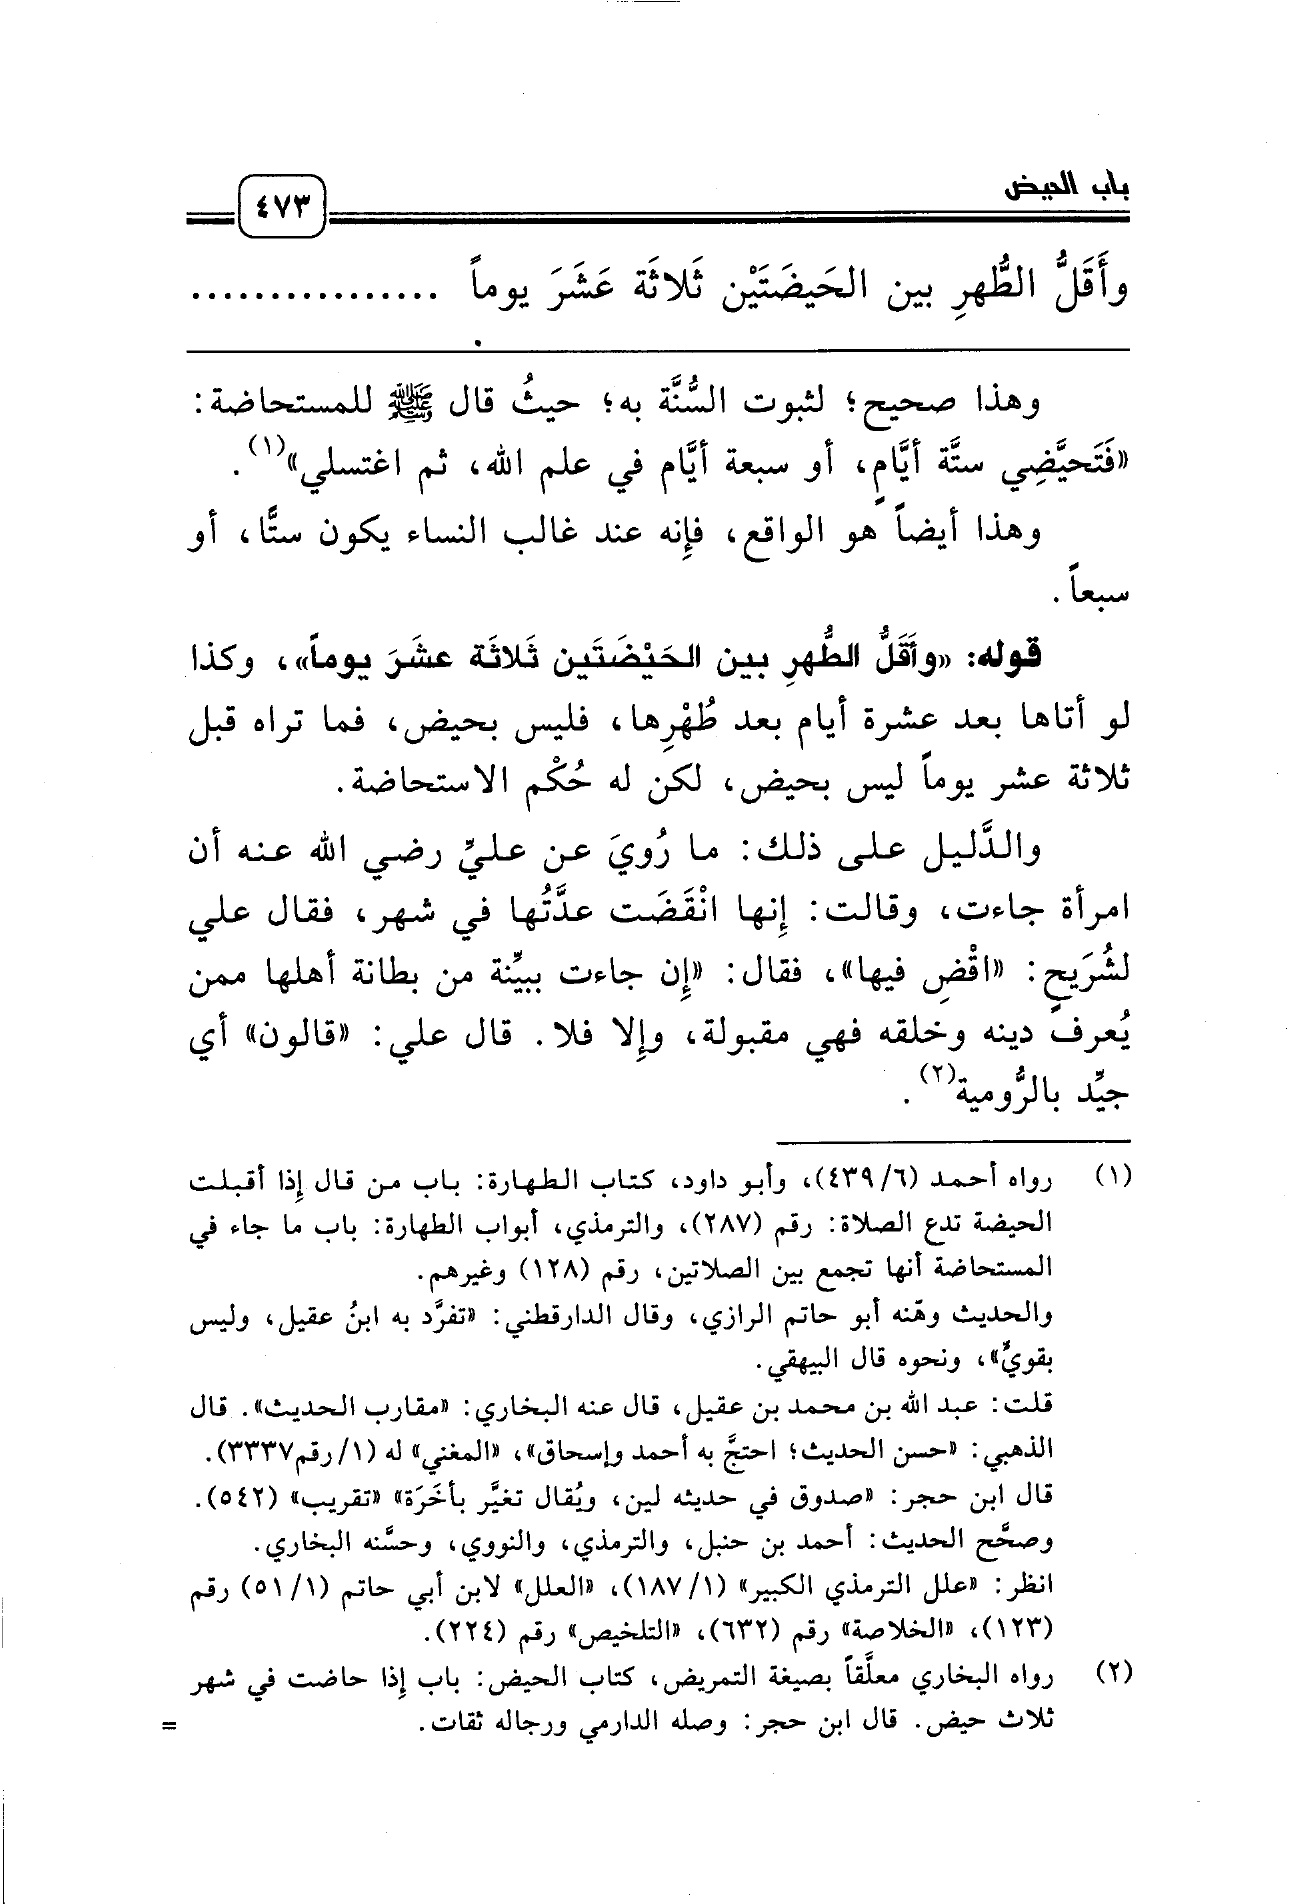 باب الحيض
٤٧٣
وأَقَلُّ الطُّهرِ بين الحَيضَتَيْن ثَلاثَة عَشَرَ يوماً ................
وهذا صحيح؛ لثبوت السُّنَّة به؛ حيثُ قال ﷺ للمستحاضة:
«فَتَحيَّضِي ستَّة أيَّامٍ، أو سبعة أيَّام في علم الله، ثم اغتسلي»(١).
وهذا أيضاً هو الواقع، فإنه عند غالب النساء يكون ستًّا، أو
سبعاً.
قوله: «وأَقَلُّ الطُّهرِ بين الحَيْضَتَين ثَلاثَة عشَرَ يوماً»، وكذا
لو أتاها بعد عشرة أيام بعد طُهْرِها، فليس بحيض، فما تراه قبل
ثلاثة عشر يوماً ليس بحيض، لكن له حُكْم الاستحاضة.
والدَّليل على ذلك: ما رُويَ عن عليٍّ رضي الله عنه أن
امرأة جاءت، وقالت: إِنها انْقَضَت عدَّتُها في شهر، فقال علي
لشُرَيحٍ: «اقْضِ فيها»، فقال: «إِن جاءت ببيِّنة من بطانة أهلها ممن
يُعرف دينه وخلقه فهي مقبولة، وإِلا فلا. قال علي: «قالون» أي
جيِّد بالرُّومية(٢).
(١) رواه أحمد (٤٣٩/٦)، وأبو داود، كتاب الطهارة: باب من قال إِذا أقبلت
الحيضة تدع الصلاة: رقم (٢٨٧)، والترمذي، أبواب الطهارة: باب ما جاء في
المستحاضة أنها تجمع بين الصلاتين، رقم (١٢٨) وغيرهم.
والحديث وهّنه أبو حاتم الرازي، وقال الدارقطني: «تفرَّد به ابنُ عقيل، وليس
بقويٍّ»، ونحوه قال البيهقي.
قلت: عبد الله بن محمد بن عقيل، قال عنه البخاري: «مقارب الحديث». قال
الذهبي: «حسن الحديث؛ احتجَّ به أحمد وإسحاق»، «المغني» له (١/رقم٣٣٣٧).
قال ابن حجر: «صدوق في حديثه لين، ويُقال تغيَّر بأخَرَة» «تقريب» (٥٤٢).
وصحَّح الحديث: أحمد بن حنبل، والترمذي، والنووي، وحسَّنه البخاري.
انظر: «علل الترمذي الكبير» (١٨٧/١)، «العلل» لابن أبي حاتم (٥١/١) رقم
(١٢٣)، «الخلاصة» رقم (٦٣٢)، «التلخيص» رقم (٢٢٤).
(٢) رواه البخاري معلَّقاً بصيغة التمريض، كتاب الحيض: باب إِذا حاضت في شهر
ثلاث حيض. قال ابن حجر: وصله الدارمي ورجاله ثقات. =